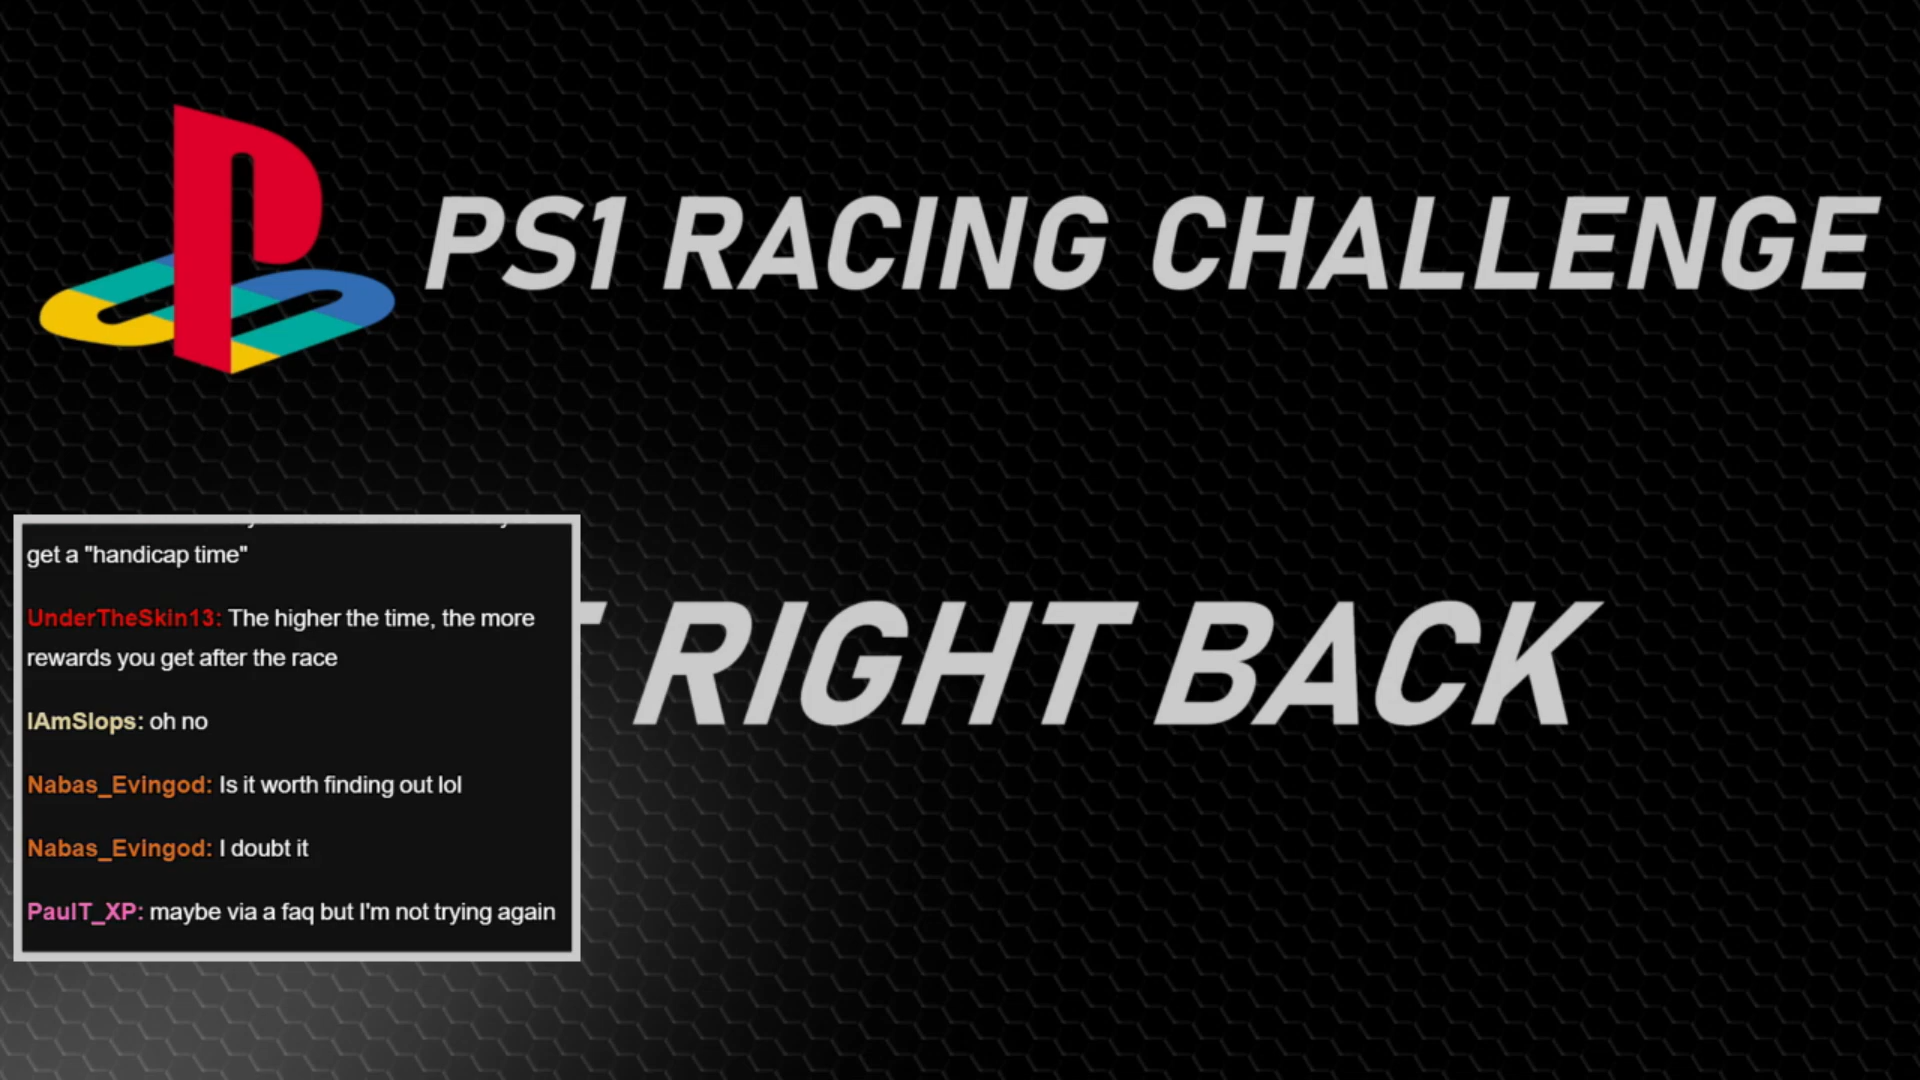 PS1 RACING CHALLENGE
RIGHT BACK
get a "handicap time"
UnderTheSkin13: The higher the time, the more
rewards you get after the race
IAmSlops: oh no
Nabas_Evingod: Is it worth finding out lol
Nabas_Evingod: I doubt it
PaulT_XP: maybe via a faq but I'm not trying again